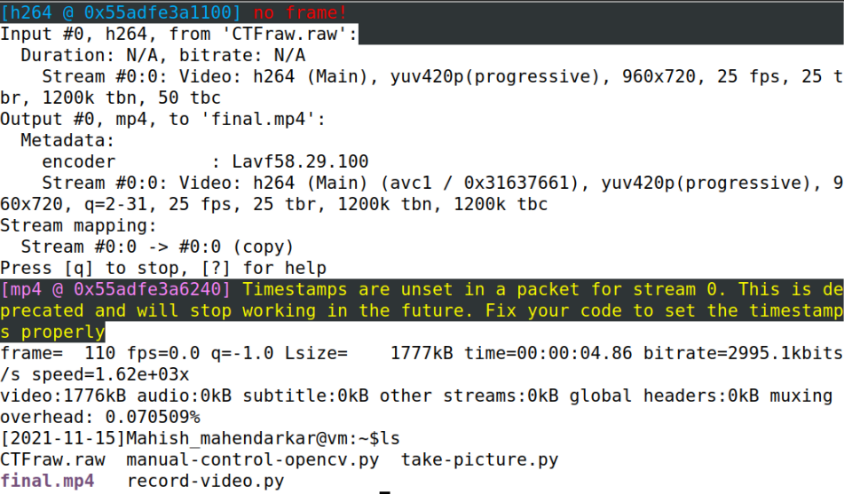 [h264 @ 0x55adfe3a1100] no frame!
Input #0, h264, from 'CTFraw.raw':
  Duration: N/A, bitrate: N/A
    Stream #0:0: Video: h264 (Main), yuv420p(progressive), 960x720, 25 fps, 25 t
br, 1200k tbn, 50 tbc
Output #0, mp4, to 'final.mp4':
  Metadata:
    encoder         : Lavf58.29.100
    Stream #0:0: Video: h264 (Main) (avc1 / 0x31637661), yuv420p(progressive), 9
60x720, q=2-31, 25 fps, 25 tbr, 1200k tbn, 1200k tbc
Stream mapping:
  Stream #0:0 -> #0:0 (copy)
Press [q] to stop, [?] for help
[mp4 @ 0x55adfe3a6240] Timestamps are unset in a packet for stream 0. This is de
precated and will stop working in the future. Fix your code to set the timestamp
s properly
frame=  110 fps=0.0 q=-1.0 Lsize=    1777kB time=00:00:04.86 bitrate=2995.1kbits
/s speed=1.62e+03x
video:1776kB audio:0kB subtitle:0kB other streams:0kB global headers:0kB muxing
overhead: 0.070509%
[2021-11-15]Mahish_mahendarkar@vm:~$ls
CTFraw.raw  manual-control-opencv.py  take-picture.py
final.mp4   record-video.py